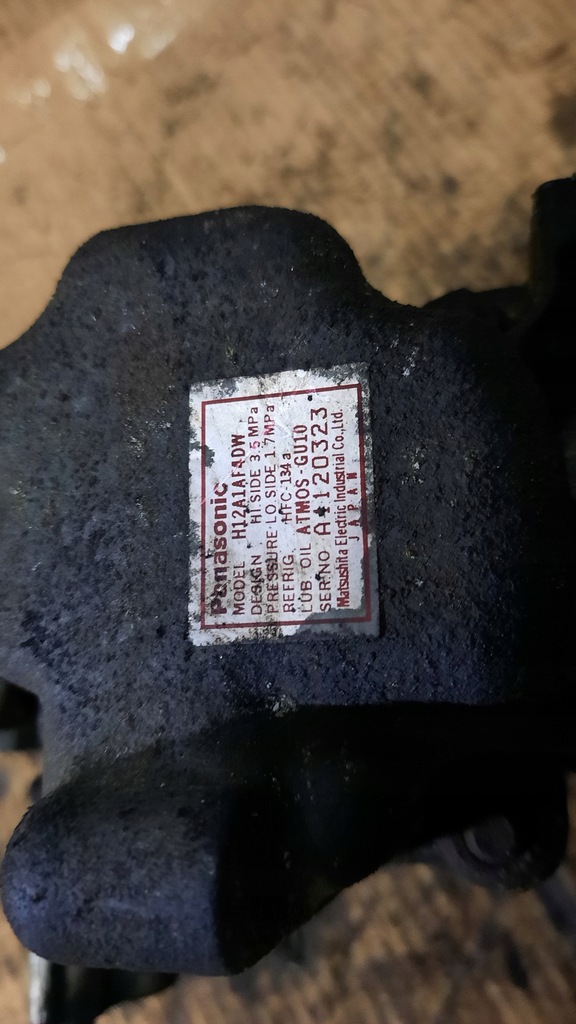 Panasonic
MODEL H12A1AF4DW
DESIGN HI.SIDE 3.5MPa
PRESSURE LO.SIDE 1.7MPa
REFRIG. HFC-134a
LUB. OIL ATMOS GU10
SER.NO. A4120323
Matsushita Electric Industrial Co.,Ltd.
JAPAN